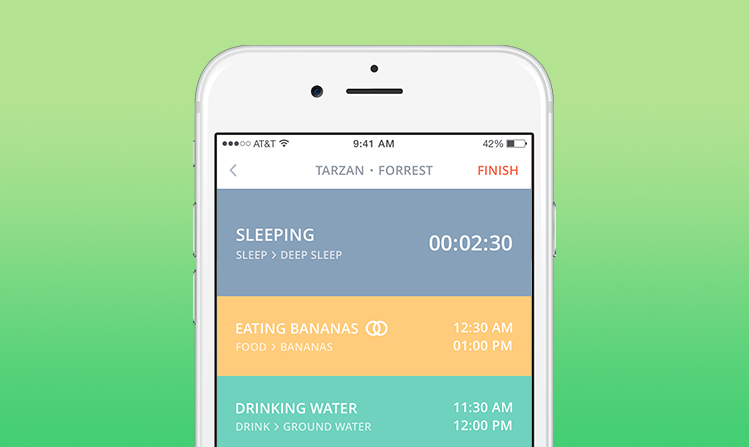 AT&T 9:41 AM 42%
TARZAN • FORREST FINISH
SLEEPING 00:02:30
SLEEP > DEEP SLEEP
EATING BANANAS 12:30 AM
FOOD > BANANAS 01:00 PM
DRINKING WATER 11:30 AM
DRINK > GROUND WATER 12:00 PM